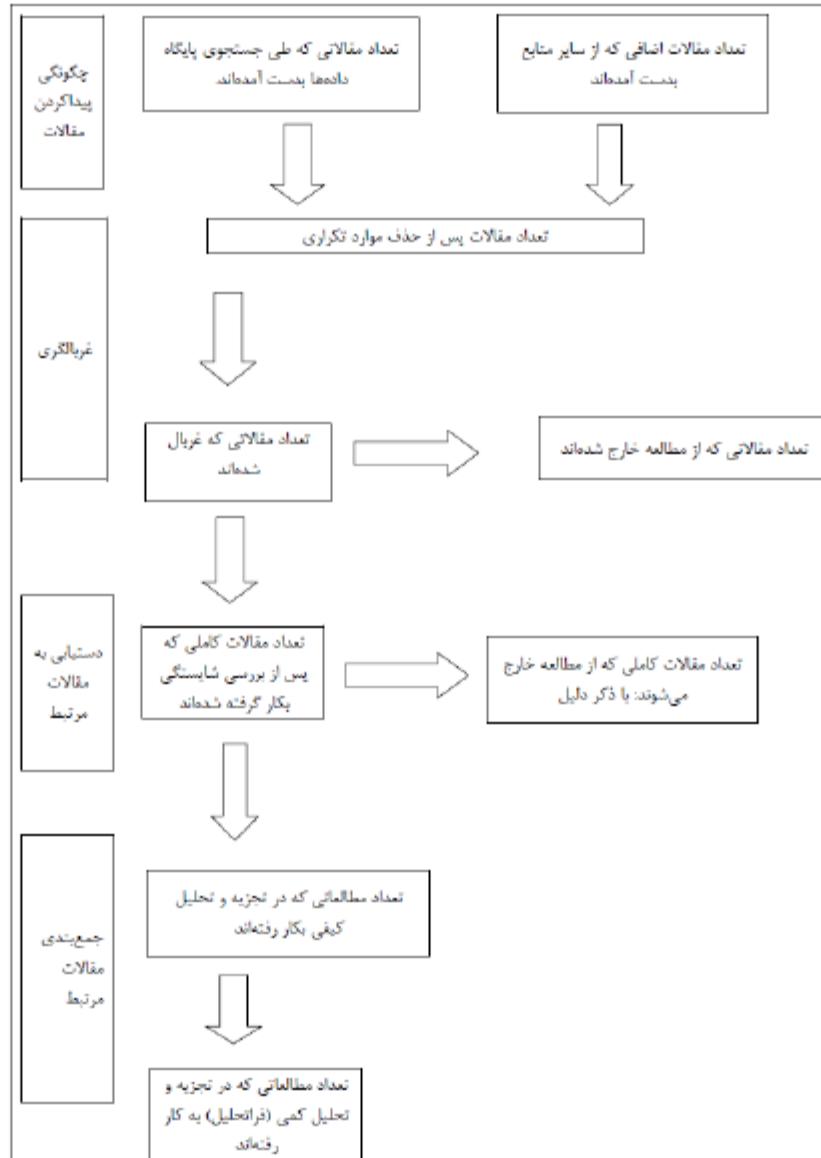 چگونگی
پیداکردن
مقالات
تعداد مقالاتی که طی جستجوی پایگاه
داده‌ها بدست آمده‌اند
تعداد مقالات اضافی که از سایر منابع
بدست آمده‌اند
تعداد مقالات پس از حذف موارد تکراری
غربالگری
تعداد مقالاتی که غربال
شده‌اند
تعداد مقالاتی که از مطالعه خارج شده‌اند
دستیابی به
مقالات
مرتبط
تعداد مقالات کاملی که
پس از بررسی شایستگی
بکار گرفته شده‌اند
تعداد مقالات کاملی که از مطالعه خارج
می‌شوند: با ذکر دلیل
جمع‌بندی
مقالات
مرتبط
تعداد مطالعاتی که در تجزیه و تحلیل
کیفی بکار رفته‌اند
تعداد مطالعاتی که در تجزیه و
تحلیل کمی (فراتحلیل) به کار
رفته‌اند